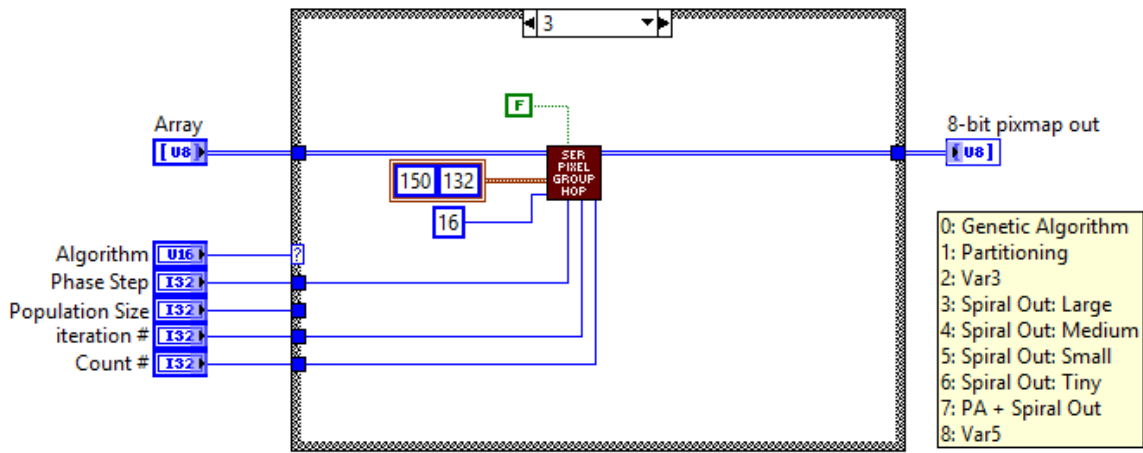 3
F
Array
[U8]
8-bit pixmap out
[U8]
SER
PIXEL
GROUP
HOP
150 132
16
Algorithm U16
?
Phase Step I32
Population Size I32
iteration # I32
Count # I32
0: Genetic Algorithm
1: Partitioning
2: Var3
3: Spiral Out: Large
4: Spiral Out: Medium
5: Spiral Out: Small
6: Spiral Out: Tiny
7: PA + Spiral Out
8: Var5